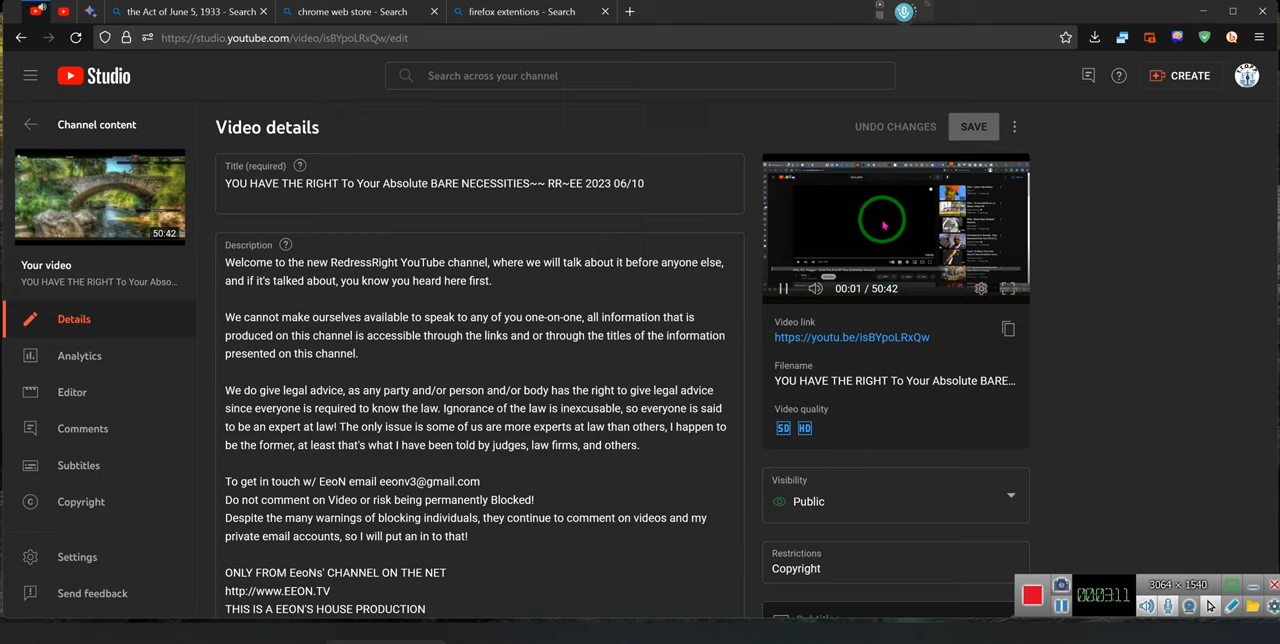 the Act of June 5, 1933 - Search
chrome web store - Search
firefox extentions - Search
https://studio.youtube.com/video/isBYpoLRxQw/edit
Studio
Search across your channel
CREATE
Channel content
50:42
Your video
YOU HAVE THE RIGHT To Your Abso...
Details
Analytics
Editor
Comments
Subtitles
Copyright
Settings
Send feedback
Video details
UNDO CHANGES
SAVE
Title (required)
YOU HAVE THE RIGHT To Your Absolute BARE NECESSITIES~~ RR~EE 2023 06/10
Description
Welcome to the new RedressRight YouTube channel, where we will talk about it before anyone else,
and if it's talked about, you know you heard here first.
We cannot make ourselves available to speak to any of you one-on-one, all information that is
produced on this channel is accessible through the links and or through the titles of the information
presented on this channel.
We do give legal advice, as any party and/or person and/or body has the right to give legal advice
since everyone is required to know the law. Ignorance of the law is inexcusable, so everyone is said
to be an expert at law! The only issue is some of us are more experts at law than others, I happen to
be the former, at least that's what I have been told by judges, law firms, and others.
To get in touch w/ EeoN email eeonv3@gmail.com
Do not comment on Video or risk being permanently Blocked!
Despite the many warnings of blocking individuals, they continue to comment on videos and my
private email accounts, so I will put an in to that!
ONLY FROM EeoNs' CHANNEL ON THE NET
http://www.EEON.TV
THIS IS A EEON'S HOUSE PRODUCTION
00:01 / 50:42
Video link
https://youtu.be/isBYpoLRxQw
Filename
YOU HAVE THE RIGHT To Your Absolute BARE...
Video quality
SD HD
Visibility
Public
Restrictions
Copyright
00:03:11
3064 × 1540